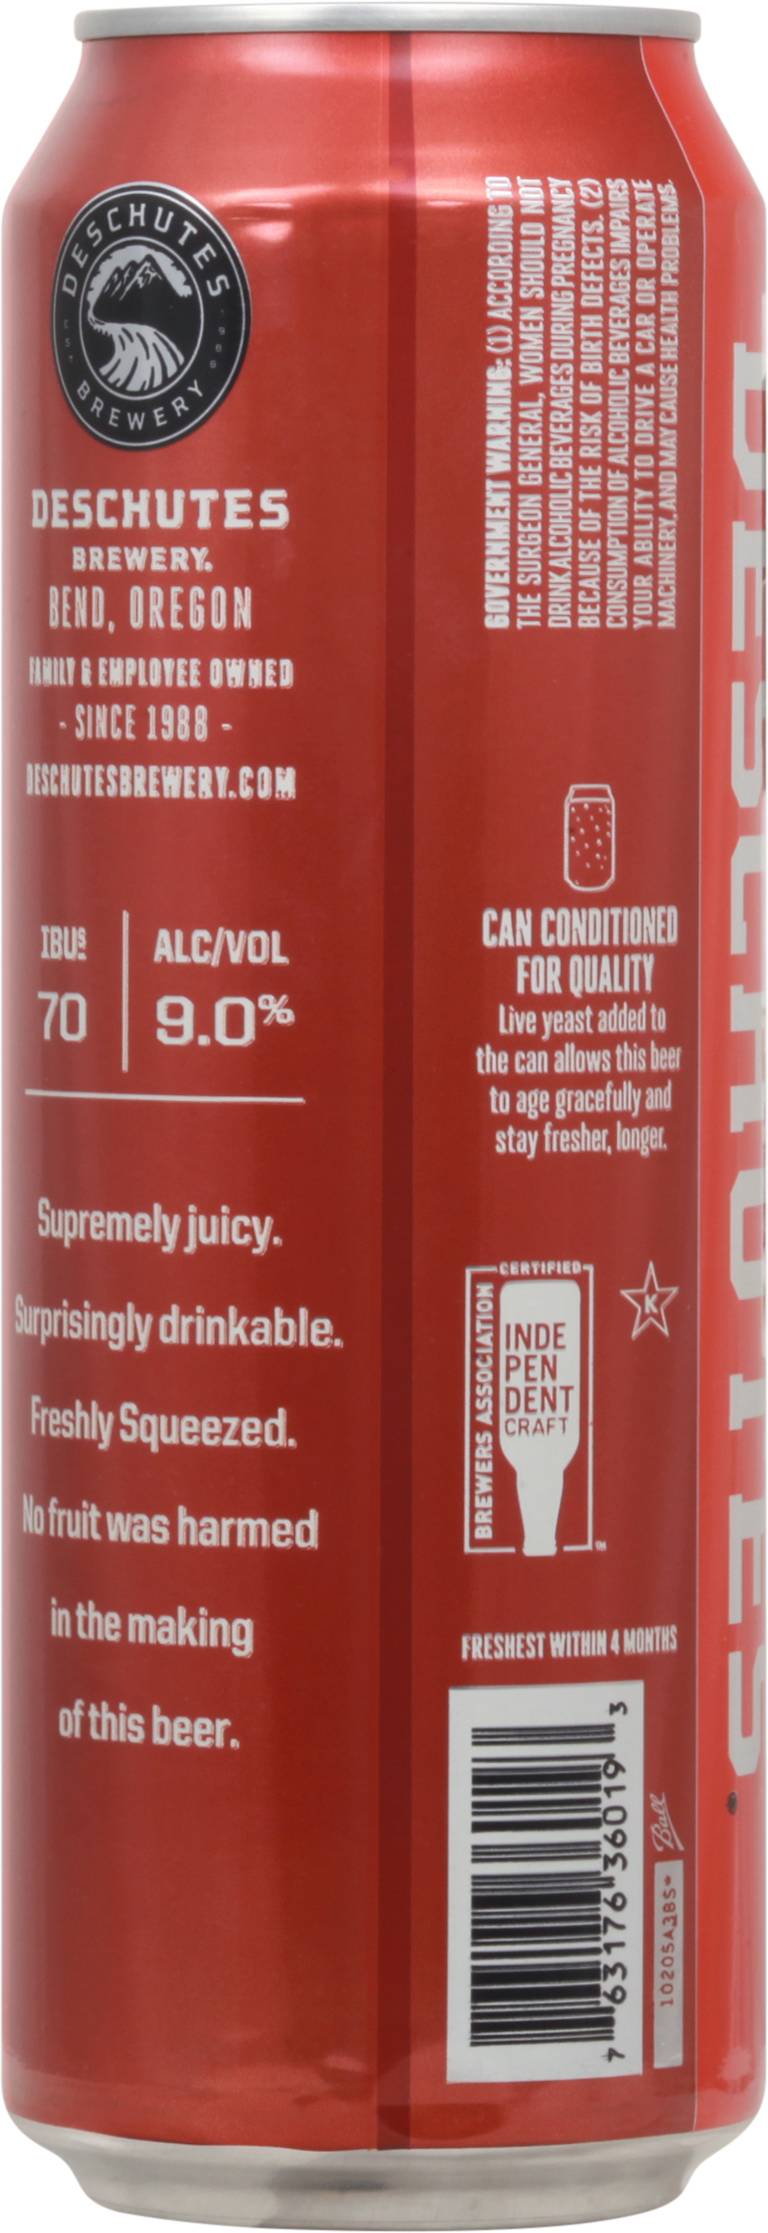 DESCHUTES
BREWERY
DESCHUTES
BREWERY.
BEND, OREGON
FAMILY & EMPLOYEE OWNED
- SINCE 1988 -
DESCHUTESBREWERY.COM
IBUs
70
ALC/VOL
9.0%
Supremely juicy.
Surprisingly drinkable.
Freshly Squeezed.
No fruit was harmed
in the making
of this beer.
GOVERNMENT WARNING: (1) ACCORDING TO
THE SURGEON GENERAL, WOMEN SHOULD NOT
DRINK ALCOHOLIC BEVERAGES DURING PREGNANCY
BECAUSE OF THE RISK OF BIRTH DEFECTS. (2)
CONSUMPTION OF ALCOHOLIC BEVERAGES IMPAIRS
YOUR ABILITY TO DRIVE A CAR OR OPERATE
MACHINERY, AND MAY CAUSE HEALTH PROBLEMS.
CAN CONDITIONED
FOR QUALITY
Live yeast added to
the can allows this beer
to age gracefully and
stay fresher, longer.
CERTIFIED
BREWERS ASSOCIATION
INDE
PEN
DENT
CRAFT
TM
K
FRESHEST WITHIN 4 MONTHS
7 63176 36019 3
Ball
DESCHUTES